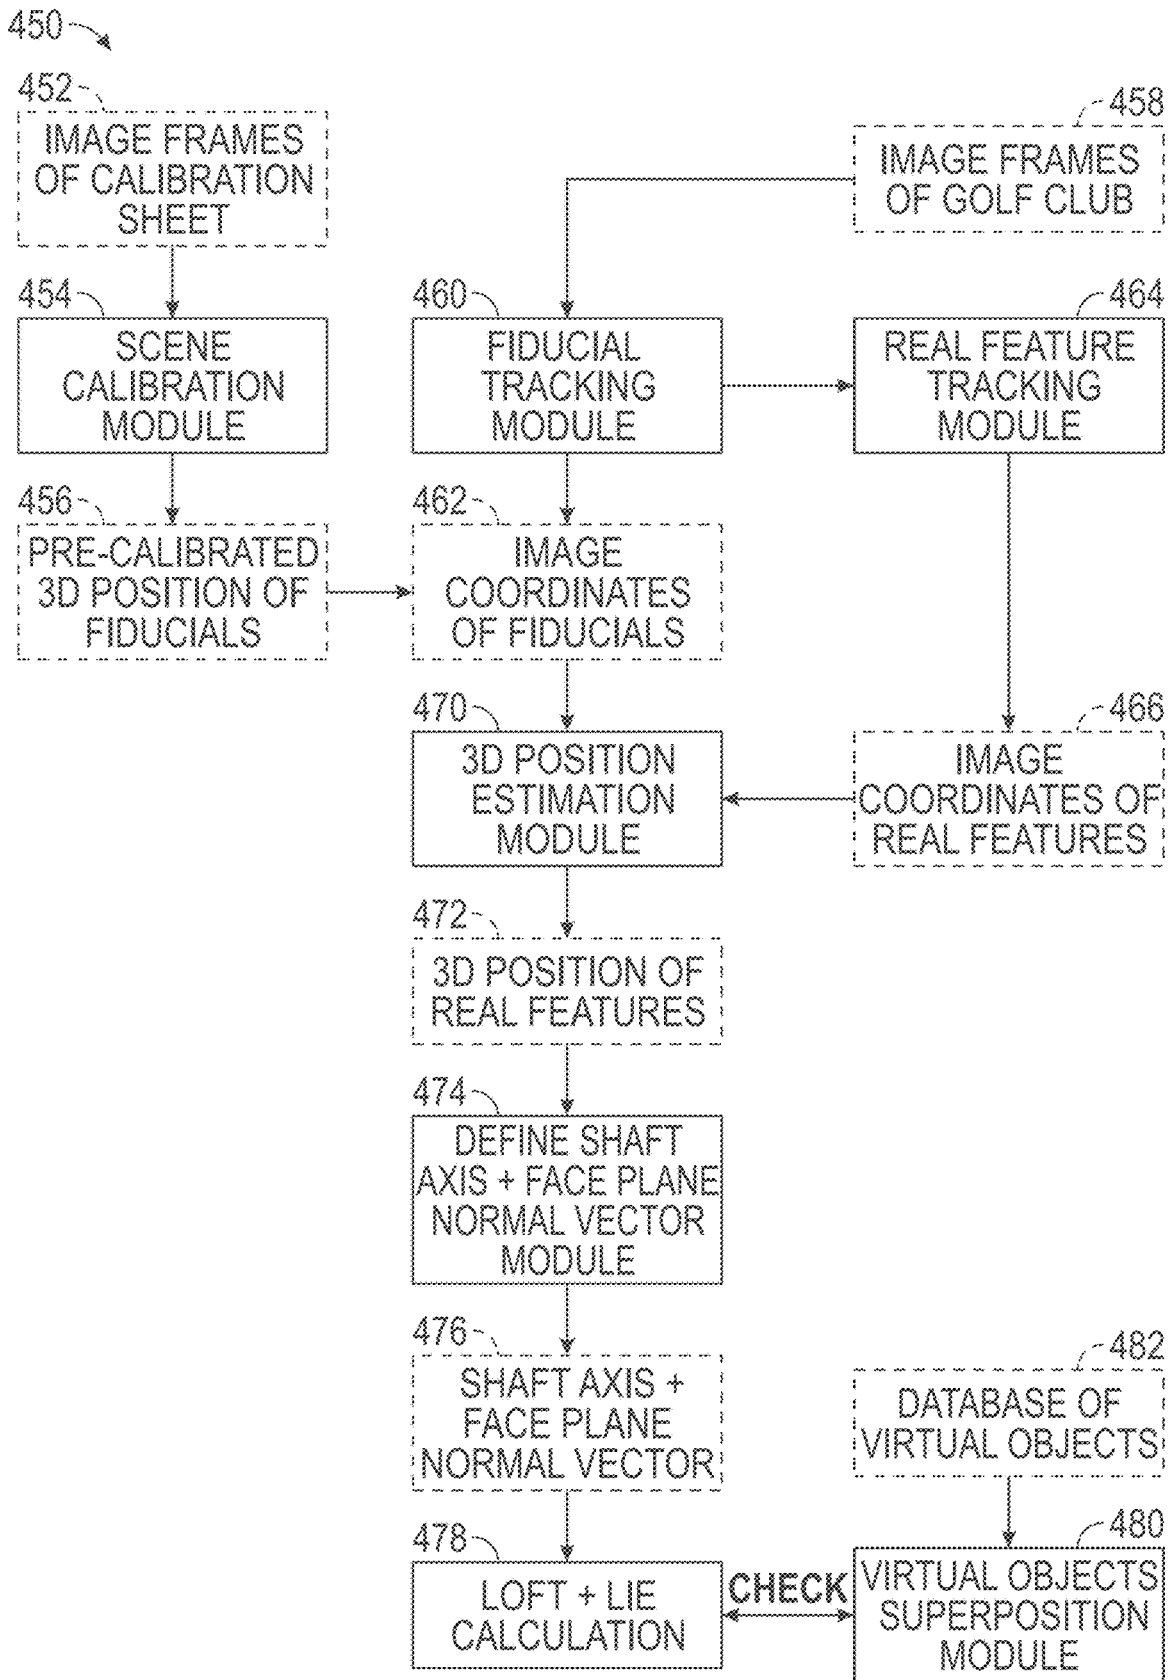 450
452
IMAGE FRAMES
OF CALIBRATION
SHEET
458
IMAGE FRAMES
OF GOLF CLUB
454
SCENE
CALIBRATION
MODULE
460
FIDUCIAL
TRACKING
MODULE
464
REAL FEATURE
TRACKING
MODULE
456
PRE-CALIBRATED
3D POSITION OF
FIDUCIALS
462
IMAGE
COORDINATES
OF FIDUCIALS
470
3D POSITION
ESTIMATION
MODULE
466
IMAGE
COORDINATES OF
REAL FEATURES
472
3D POSITION OF
REAL FEATURES
474
DEFINE SHAFT
AXIS + FACE PLANE
NORMAL VECTOR
MODULE
476
SHAFT AXIS +
FACE PLANE
NORMAL VECTOR
482
DATABASE OF
VIRTUAL OBJECTS
478
LOFT + LIE
CALCULATION
CHECK
480
VIRTUAL OBJECTS
SUPERPOSITION
MODULE